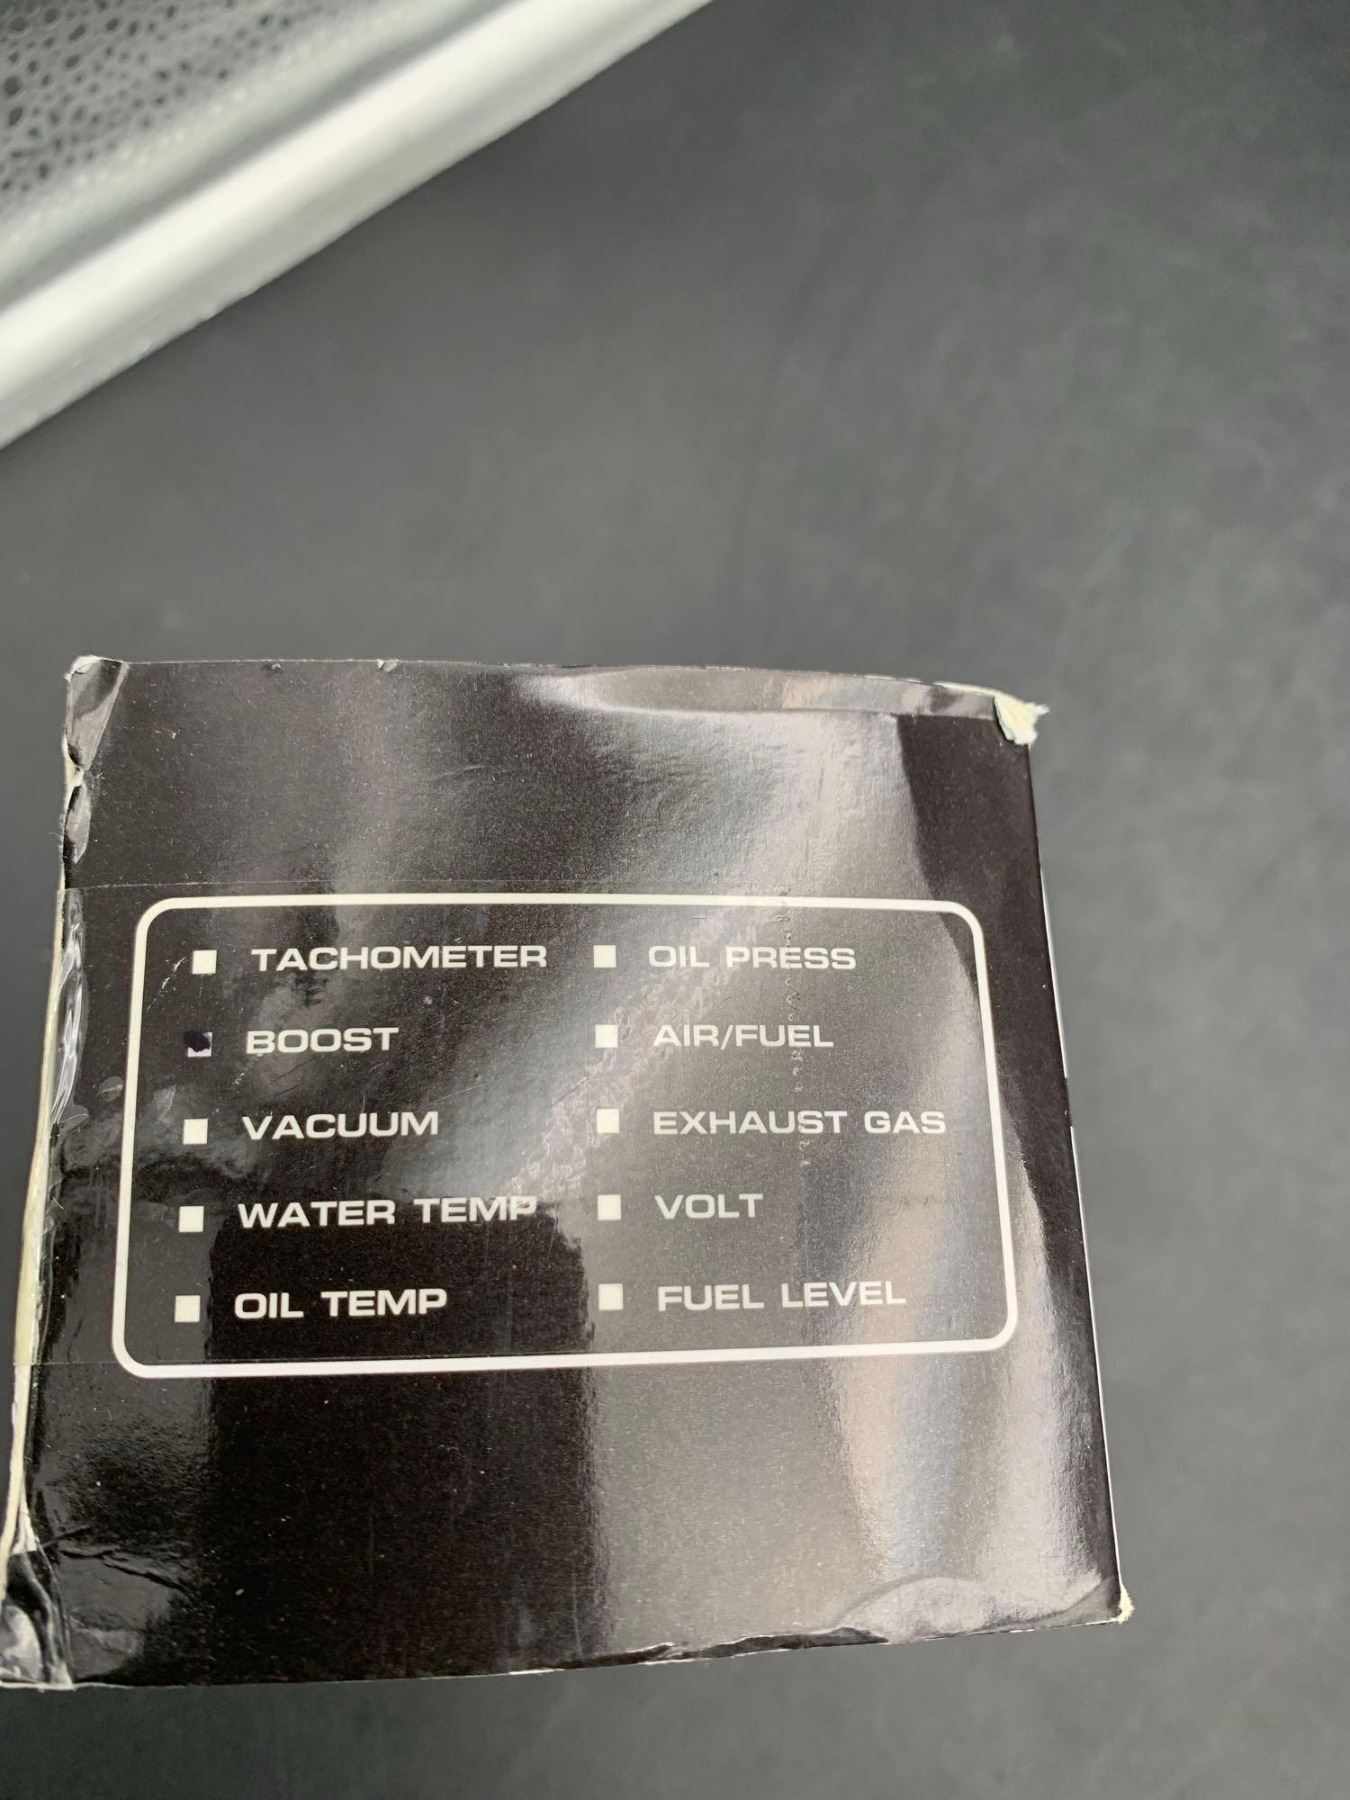 TACHOMETER
BOOST
VACUUM
WATER TEMP
OIL TEMP
OIL PRESS
AIR/FUEL
EXHAUST GAS
VOLT
FUEL LEVEL